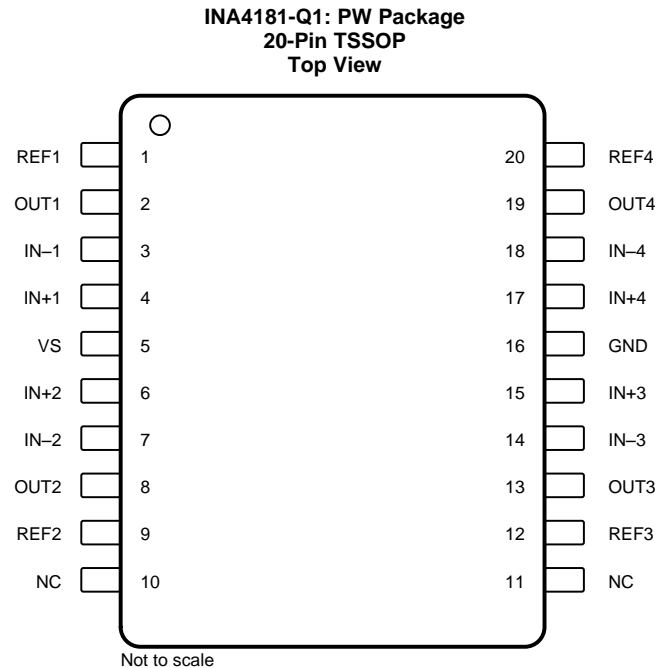 INA4181-Q1: PW Package
20-Pin TSSOP
Top View
REF1 1 20 REF4
OUT1 2 19 OUT4
IN–1 3 18 IN–4
IN+1 4 17 IN+4
VS 5 16 GND
IN+2 6 15 IN+3
IN–2 7 14 IN–3
OUT2 8 13 OUT3
REF2 9 12 REF3
NC 10 11 NC
Not to scale